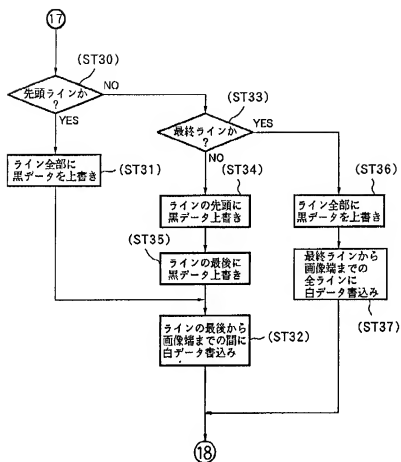 17
(ST30)
先頭ラインか
?
NO
YES
(ST33)
最終ラインか
?
YES
NO
ライン全部に
黒データを上書き
(ST31)
(ST34)
ラインの先頭に
黒データ上書き
(ST36)
ライン全部に
黒データを上書き
(ST35)
ラインの最後に
黒データ上書き
最終ラインから
画像端までの
全ラインに
白データ書込み
(ST37)
ラインの最後から
画像端までの間に
白データ書込み
(ST32)
18